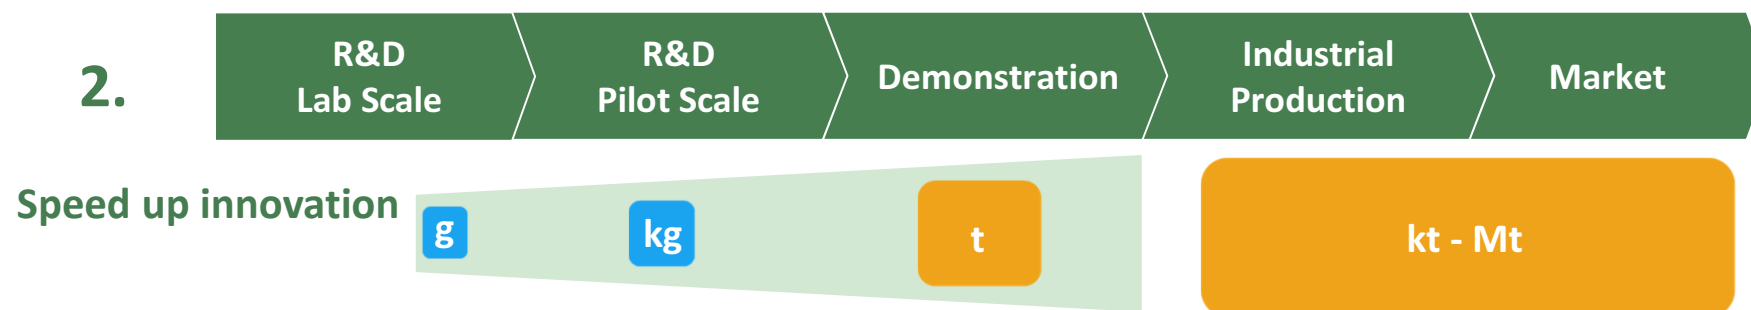 2.
R&D
Lab Scale
R&D
Pilot Scale
Demonstration
Industrial
Production
Market
Speed up innovation
g
kg
t
kt - Mt